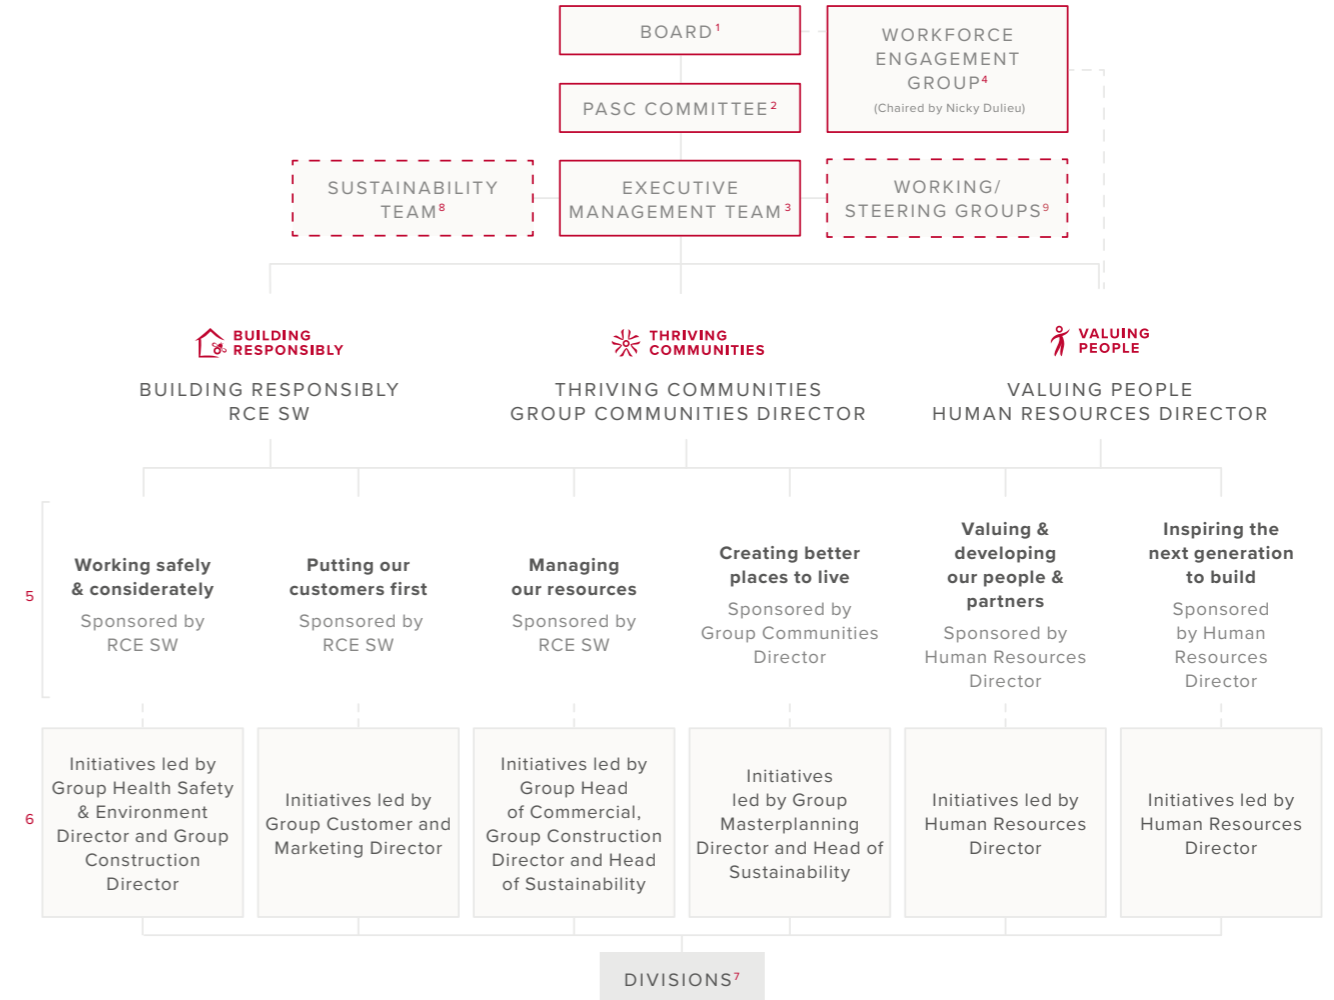 BOARD¹
WORKFORCE
ENGAGEMENT
GROUP⁴
(Chaired by Nicky Dulieu)
PASC COMMITTEE²
SUSTAINABILITY
TEAM⁸
EXECUTIVE
MANAGEMENT TEAM³
WORKING/
STEERING GROUPS⁹
BUILDING
RESPONSIBLY
THRIVING
COMMUNITIES
VALUING
PEOPLE
BUILDING RESPONSIBLY
RCE SW
THRIVING COMMUNITIES
GROUP COMMUNITIES DIRECTOR
VALUING PEOPLE
HUMAN RESOURCES DIRECTOR
5
Working safely
& considerately
Sponsored by
RCE SW
Putting our
customers first
Sponsored by
RCE SW
Managing
our resources
Sponsored by
RCE SW
Creating better
places to live
Sponsored by
Group Communities
Director
Valuing &
developing
our people &
partners
Sponsored by
Human Resources
Director
Inspiring the
next generation
to build
Sponsored
by Human
Resources
Director
6
Initiatives led by
Group Health Safety
& Environment
Director and Group
Construction
Director
Initiatives led by
Group Customer and
Marketing Director
Initiatives led by
Group Head
of Commercial,
Group Construction
Director and Head
of Sustainability
Initiatives
led by Group
Masterplanning
Director and Head of
Sustainability
Initiatives led by
Human Resources
Director
Initiatives led by
Human Resources
Director
DIVISIONS⁷